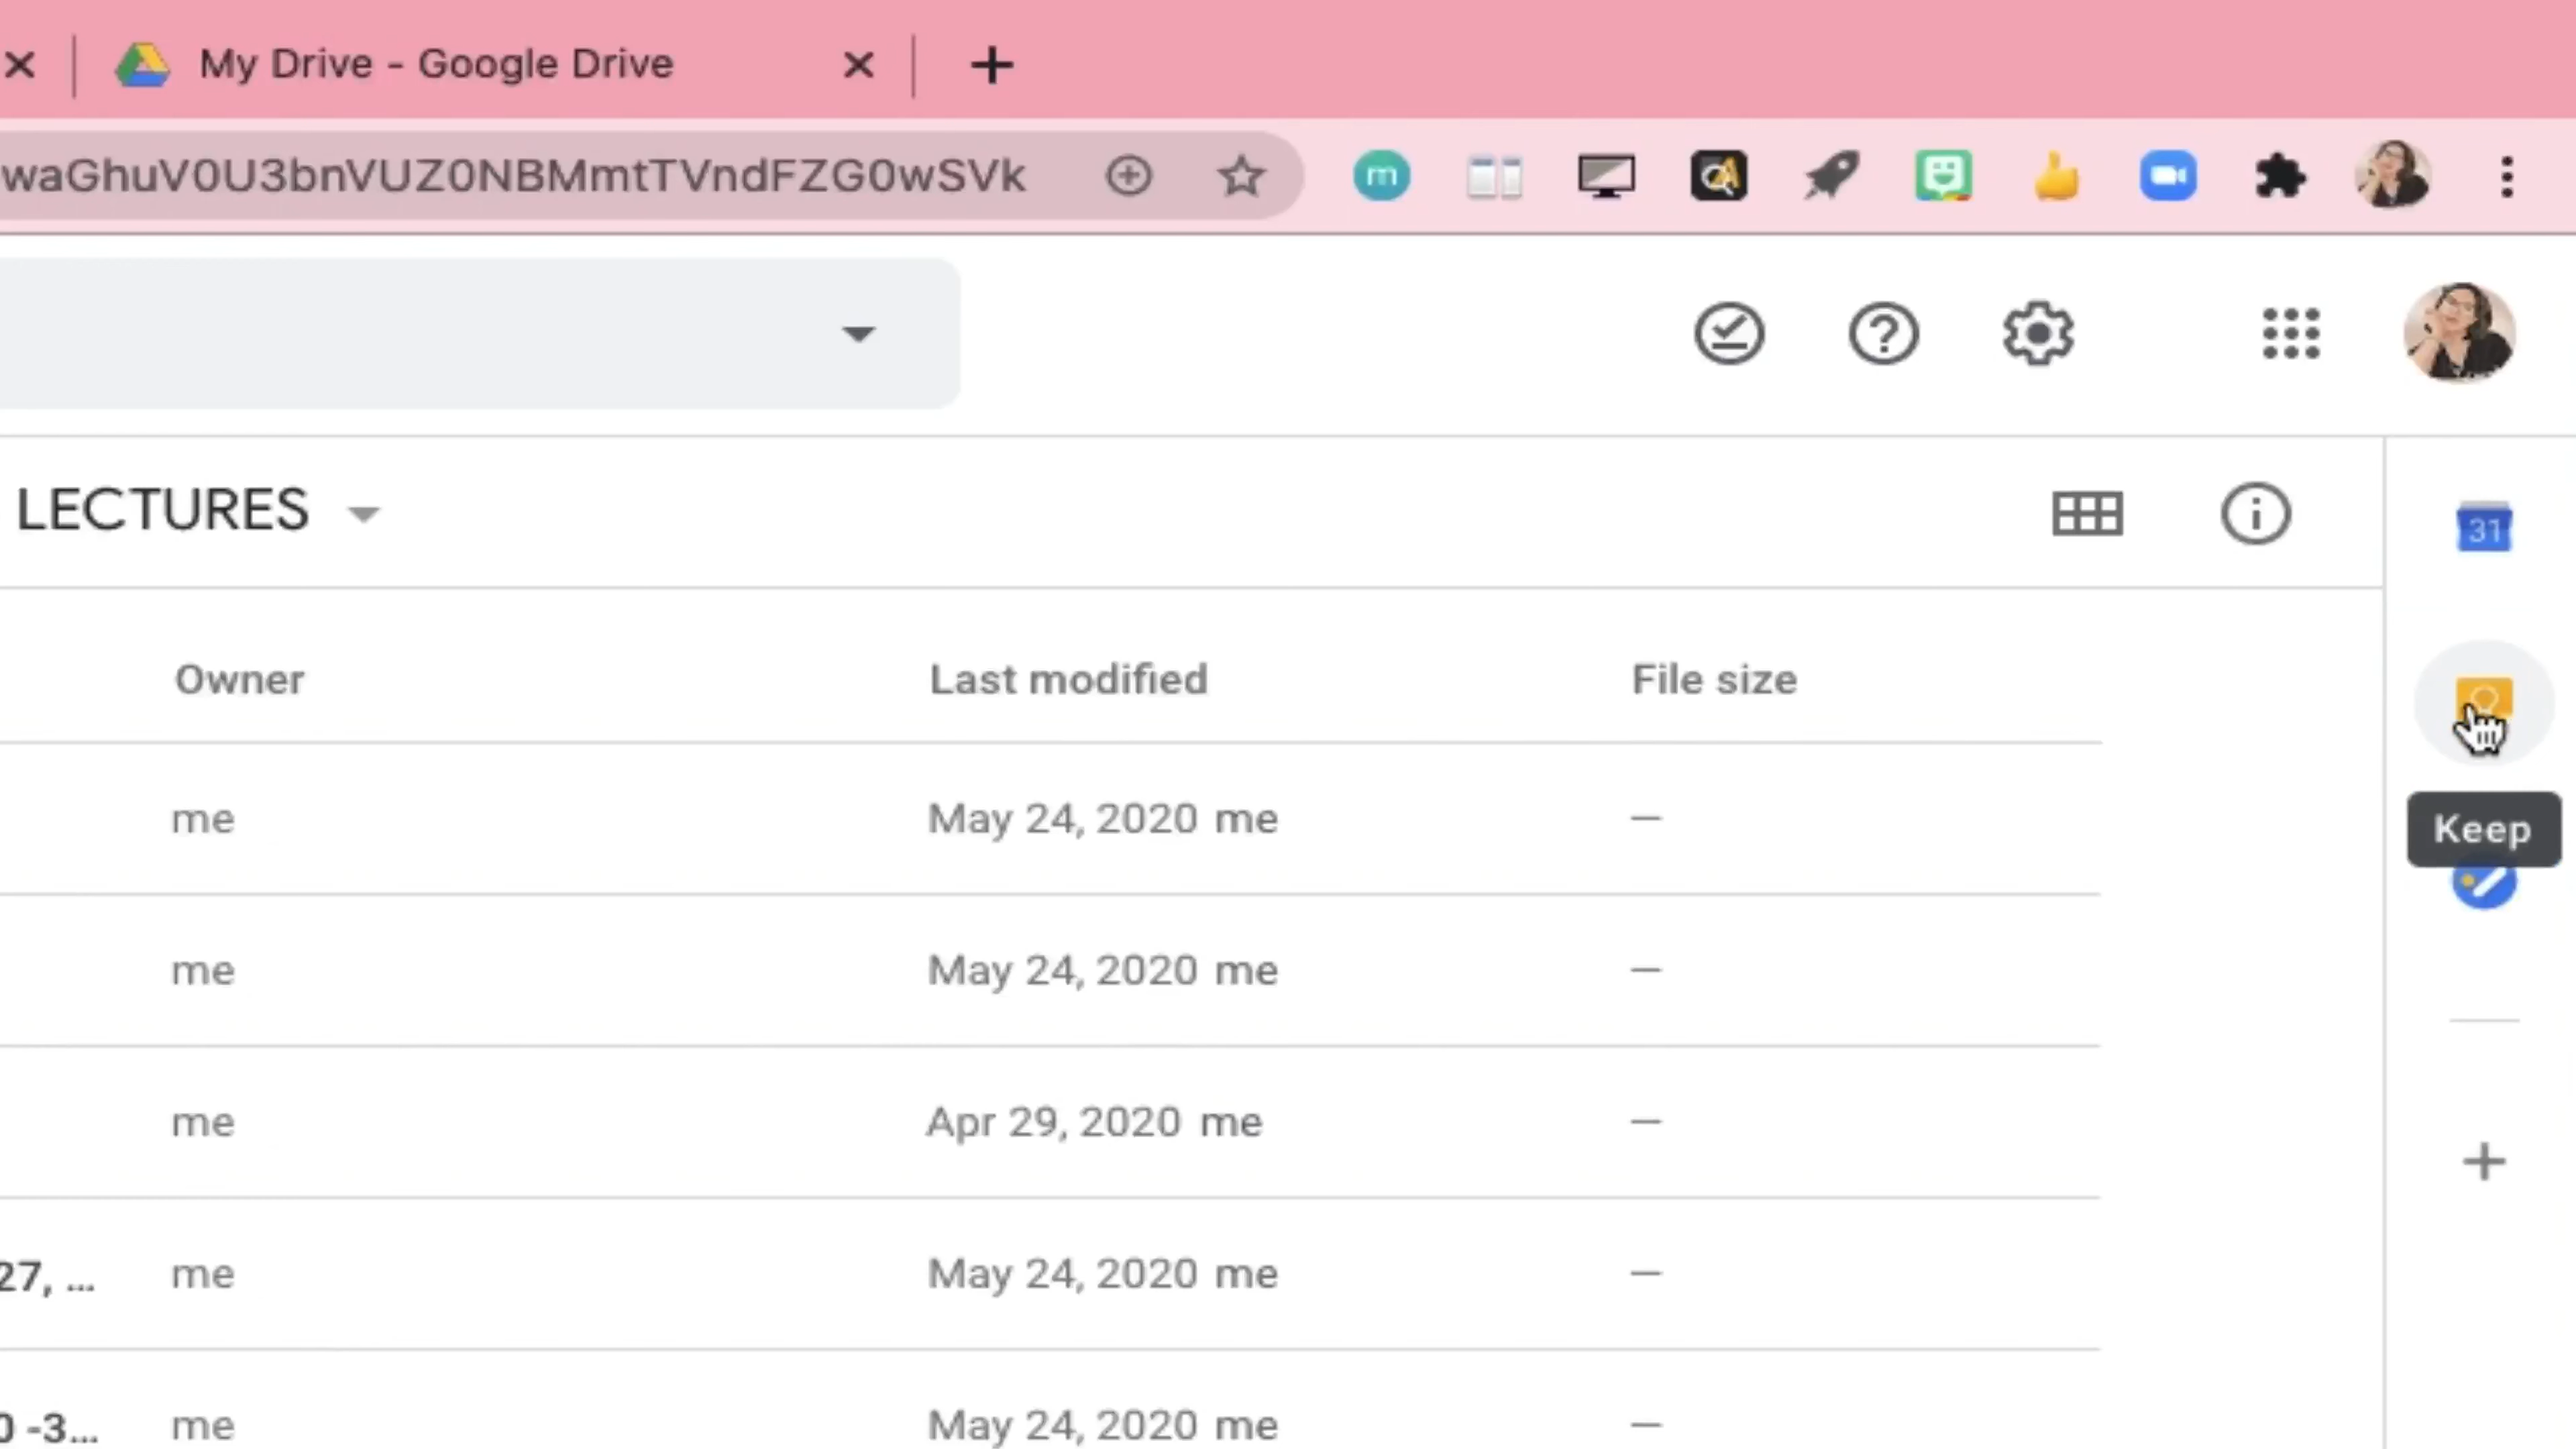 My Drive - Google Drive
waGhuV0U3bnVUZ0NBMmtTVndFZG0wSVk
m
LECTURES
31
Owner Last modified File size
Keep
me May 24, 2020 me —
me May 24, 2020 me —
me Apr 29, 2020 me —
27, ... me May 24, 2020 me —
0 -3... me May 24, 2020 me —